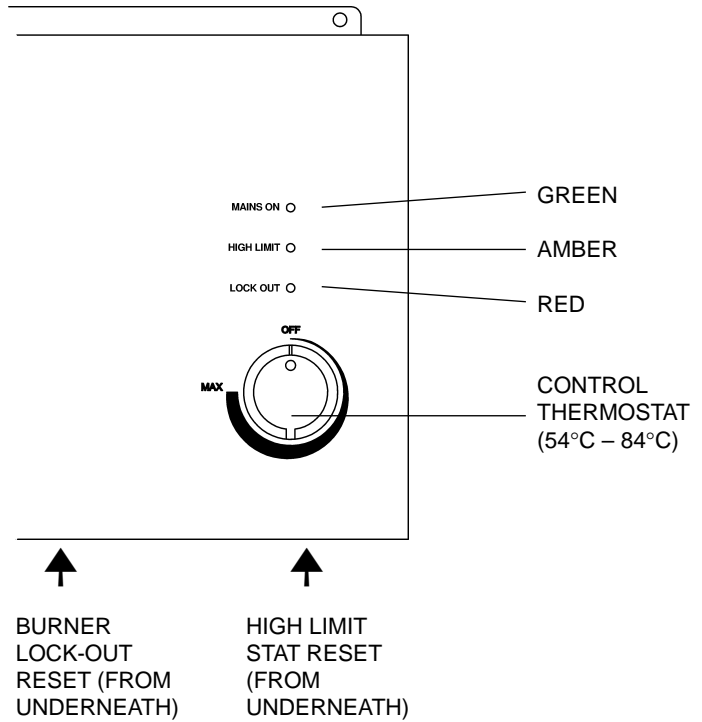 MAINS ON
GREEN
HIGH LIMIT
AMBER
LOCK OUT
RED
OFF
MAX
CONTROL
THERMOSTAT
(54°C – 84°C)
BURNER
LOCK-OUT
RESET (FROM
UNDERNEATH)
HIGH LIMIT
STAT RESET
(FROM
UNDERNEATH)